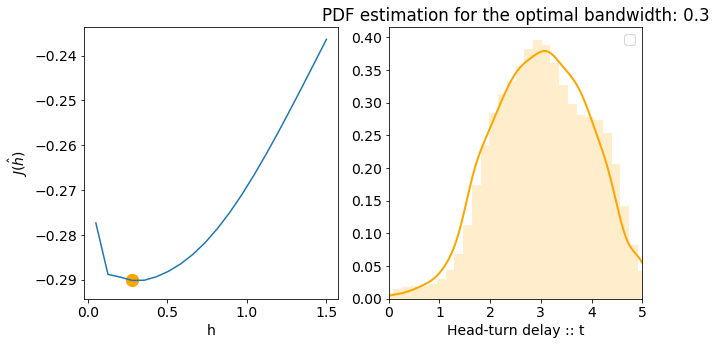 PDF estimation for the optimal bandwidth: 0.3
−0.24
−0.25
−0.26
−0.27
−0.28
−0.29
J(ĥ)
0.0 0.5 1.0 1.5
h
0.40
0.35
0.30
0.25
0.20
0.15
0.10
0.05
0.00
0 1 2 3 4 5
Head-turn delay :: t